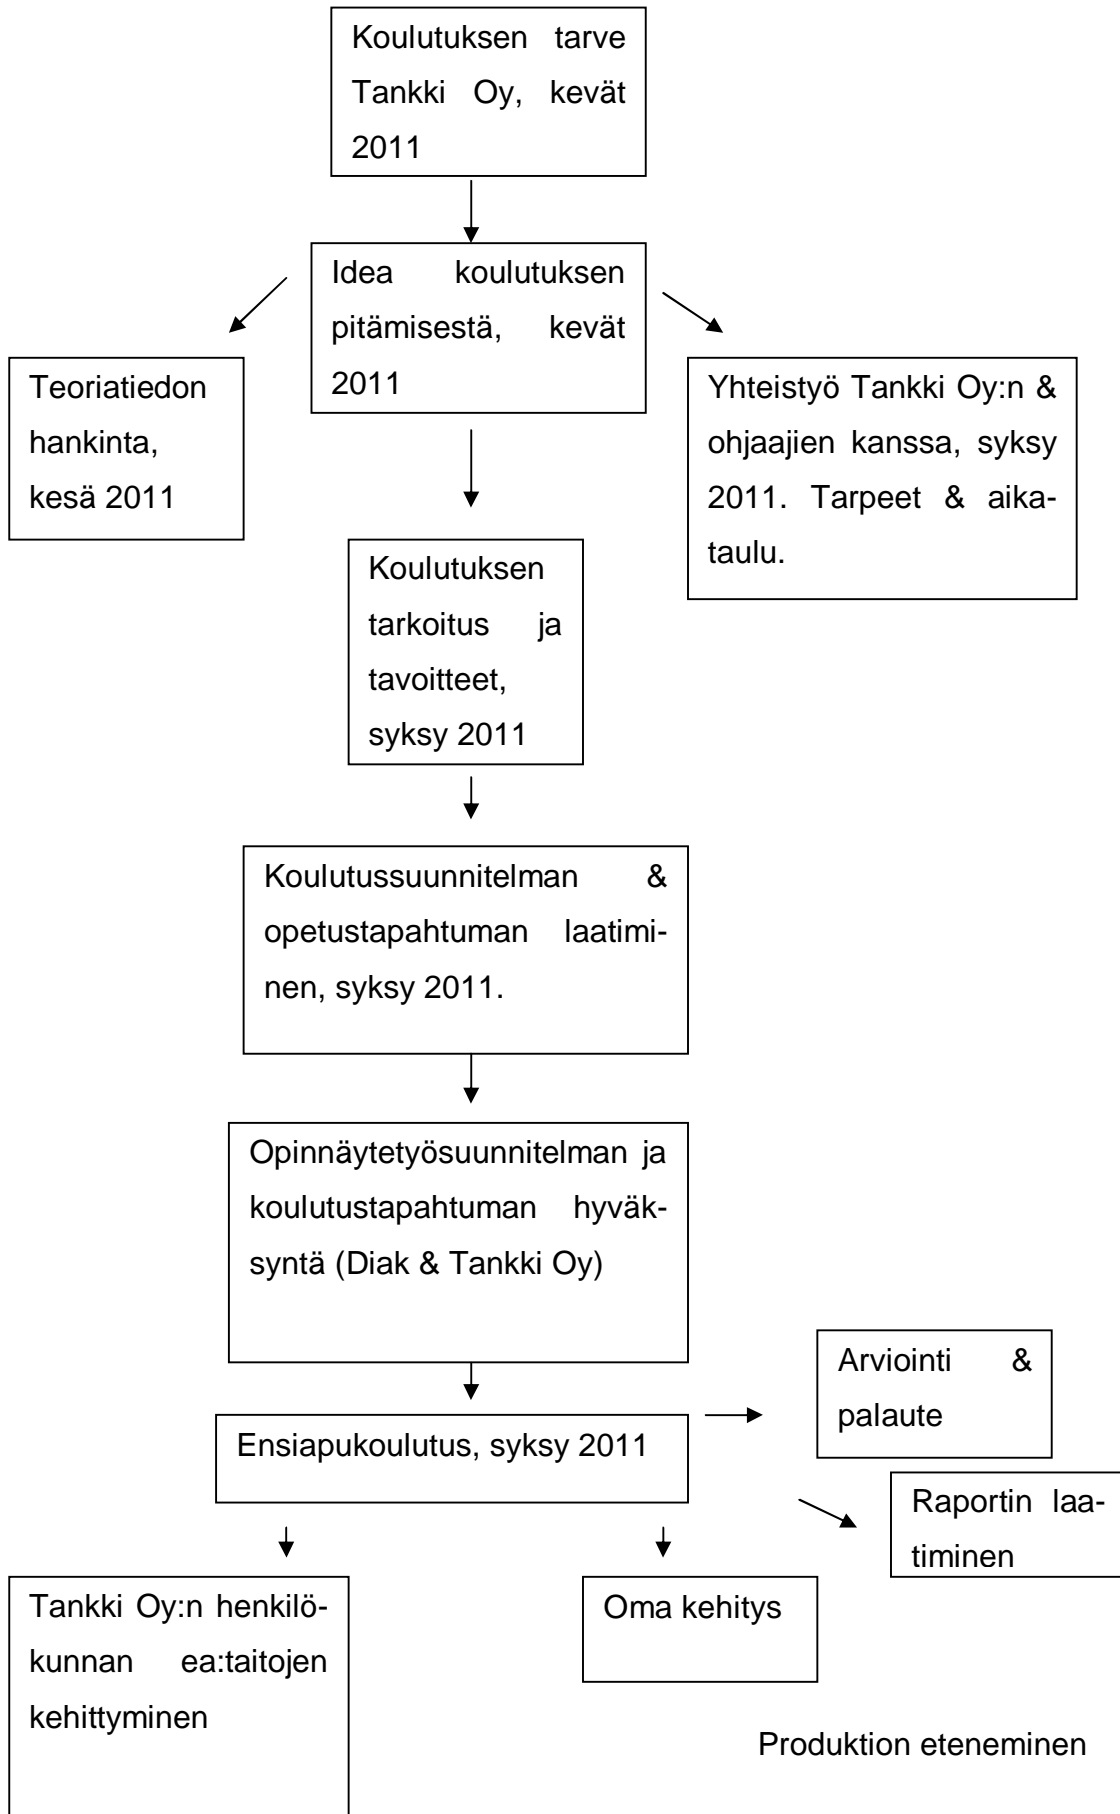 Koulutuksen tarve
Tankki Oy, kevät
2011
Idea koulutuksen
pitämisestä, kevät
2011
Teoriatiedon
hankinta,
kesä 2011
Yhteistyö Tankki Oy:n &
ohjaajien kanssa, syksy
2011. Tarpeet & aika-
taulu.
Koulutuksen
tarkoitus ja
tavoitteet,
syksy 2011
Koulutussuunnitelman &
opetustapahtuman laatimi-
nen, syksy 2011.
Opinnäytetyösuunnitelman ja
koulutustapahtuman hyväk-
syntä (Diak & Tankki Oy)
Arviointi &
palaute
Ensiapukoulutus, syksy 2011
Raportin laa-
timinen
Tankki Oy:n henkilö-
kunnan ea:taitojen
kehittyminen
Oma kehitys
Produktion eteneminen